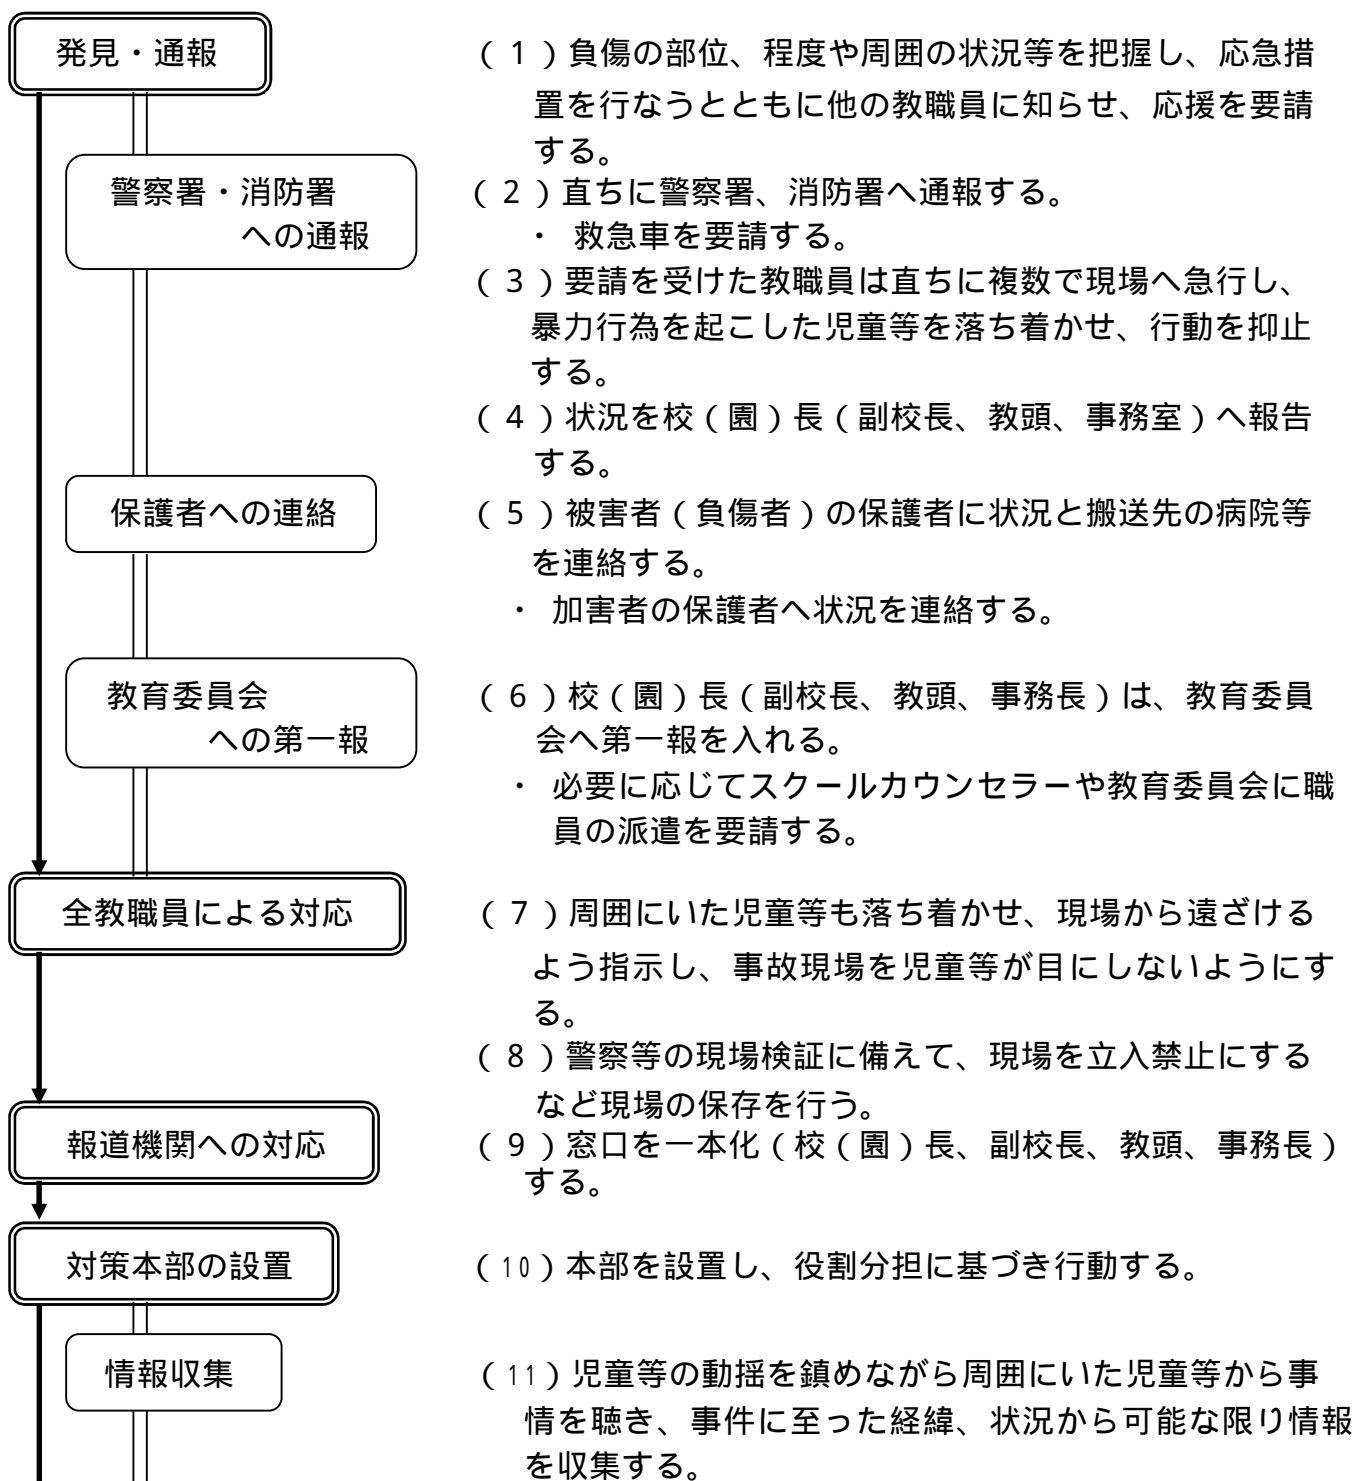 発見・通報
(1)負傷の部位、程度や周囲の状況等を把握し、応急措
置を行なうとともに他の教職員に知らせ、応援を要請
する。
警察署・消防署
への通報
(2)直ちに警察署、消防署へ通報する。
・ 救急車を要請する。
(3)要請を受けた教職員は直ちに複数で現場へ急行し、
暴力行為を起こした児童等を落ち着かせ、行動を抑止
する。
(4)状況を校(園)長(副校長、教頭、事務室)へ報告
する。
保護者への連絡
(5)被害者(負傷者)の保護者に状況と搬送先の病院等
を連絡する。
・ 加害者の保護者へ状況を連絡する。
教育委員会
への第一報
(6)校(園)長(副校長、教頭、事務長)は、教育委員
会へ第一報を入れる。
・ 必要に応じてスクールカウンセラーや教育委員会に職
員の派遣を要請する。
全教職員による対応
(7)周囲にいた児童等も落ち着かせ、現場から遠ざける
よう指示し、事故現場を児童等が目にしないようにす
る。
(8)警察等の現場検証に備えて、現場を立入禁止にする
など現場の保存を行う。
報道機関への対応
(9)窓口を一本化(校(園)長、副校長、教頭、事務長)
する。
対策本部の設置
(10)本部を設置し、役割分担に基づき行動する。
情報収集
(11)児童等の動揺を鎮めながら周囲にいた児童等から事
情を聴き、事件に至った経緯、状況から可能な限り情報
を収集する。